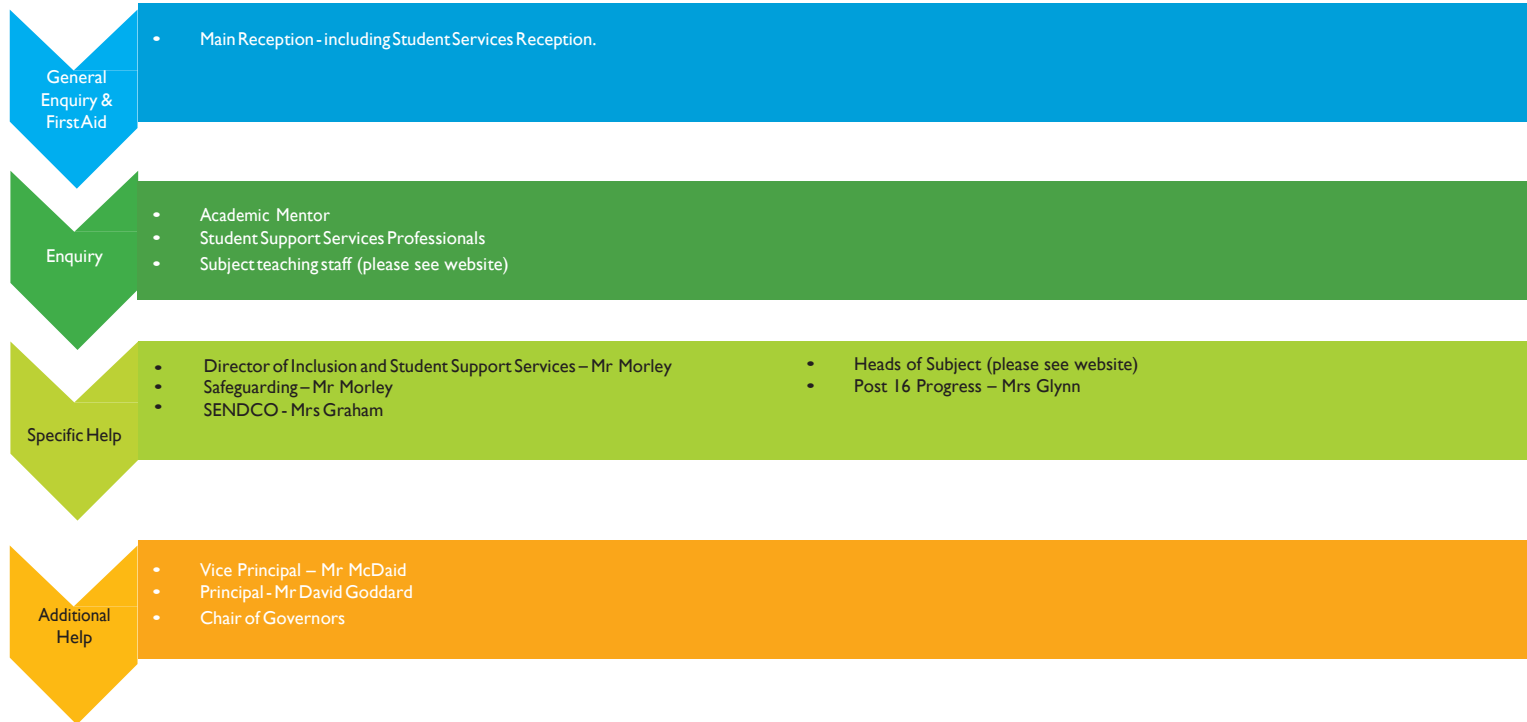 General
Enquiry &
First Aid
• Main Reception - including Student Services Reception.
Enquiry
• Academic Mentor
• Student Support Services Professionals
• Subject teaching staff (please see website)
Specific Help
• Director of Inclusion and Student Support Services – Mr Morley
• Safeguarding – Mr Morley
• SENDCO - Mrs Graham
• Heads of Subject (please see website)
• Post 16 Progress – Mrs Glynn
Additional
Help
• Vice Principal – Mr McDaid
• Principal - Mr David Goddard
• Chair of Governors